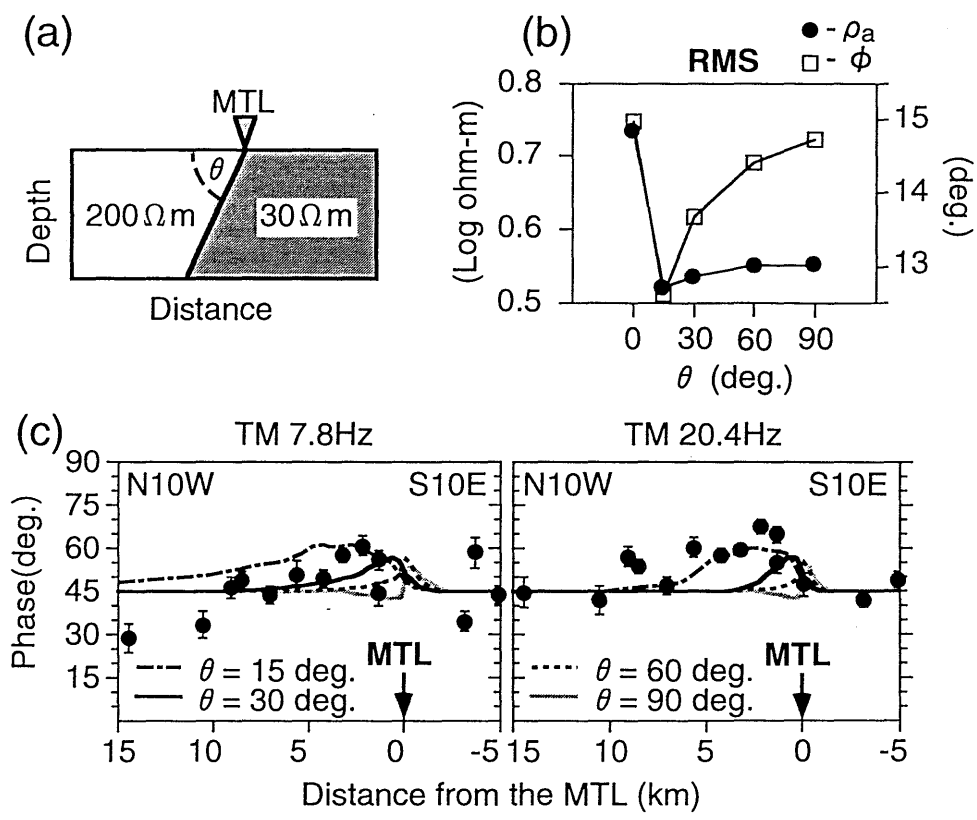 (a)
MTL
θ
200Ωm
30Ωm
Depth
Distance
(b)
● - ρa
□ - ϕ
RMS
0.8
0.7
0.6
0.5
(Log ohm-m)
15
14
13
(deg.)
0 30 60 90
θ (deg.)
(c)
TM 7.8Hz
TM 20.4Hz
90
75
60
45
30
15
Phase(deg.)
N10W S10E
N10W S10E
MTL
MTL
θ = 15 deg.
θ = 30 deg.
θ = 60 deg.
θ = 90 deg.
15 10 5 0 -5 15 10 5 0 -5
Distance from the MTL (km)